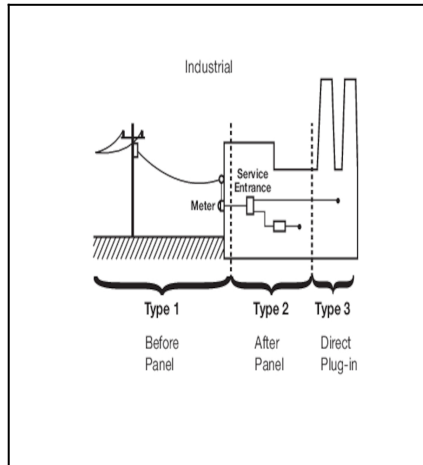 Industrial
Service
Entrance
Meter
Type 1
Type 2
Type 3
Before
Panel
After
Panel
Direct
Plug-in